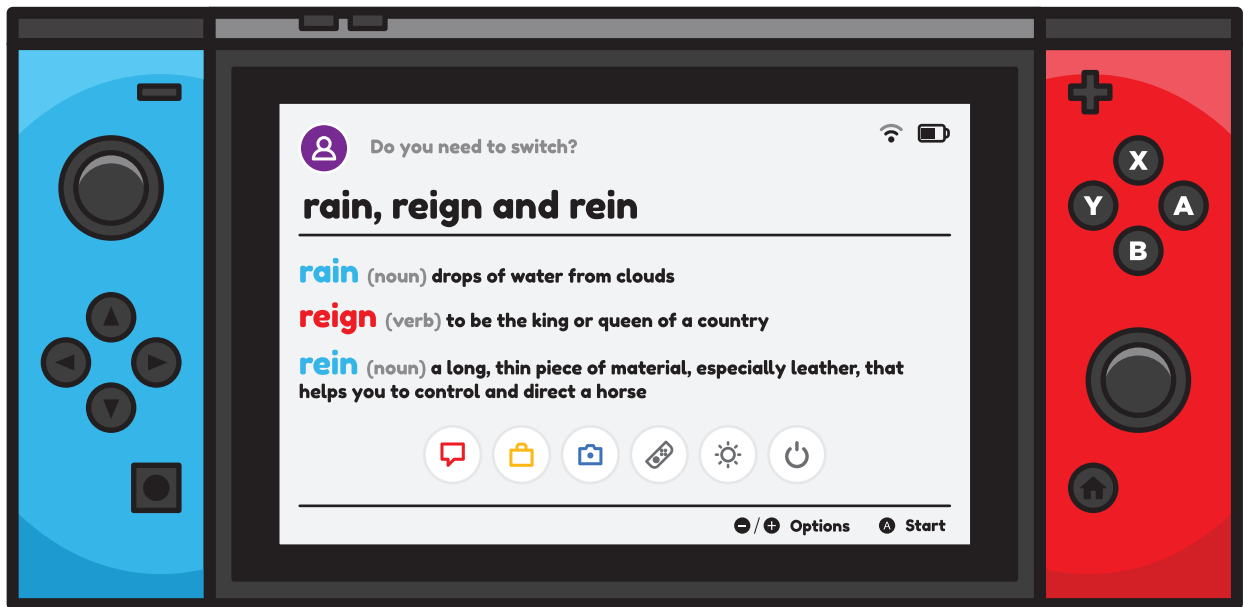 Do you need to switch?
rain, reign and rein
rain (noun) drops of water from clouds
reign (verb) to be the king or queen of a country
rein (noun) a long, thin piece of material, especially leather, that
helps you to control and direct a horse
-/+ Options A Start
X
Y A
B